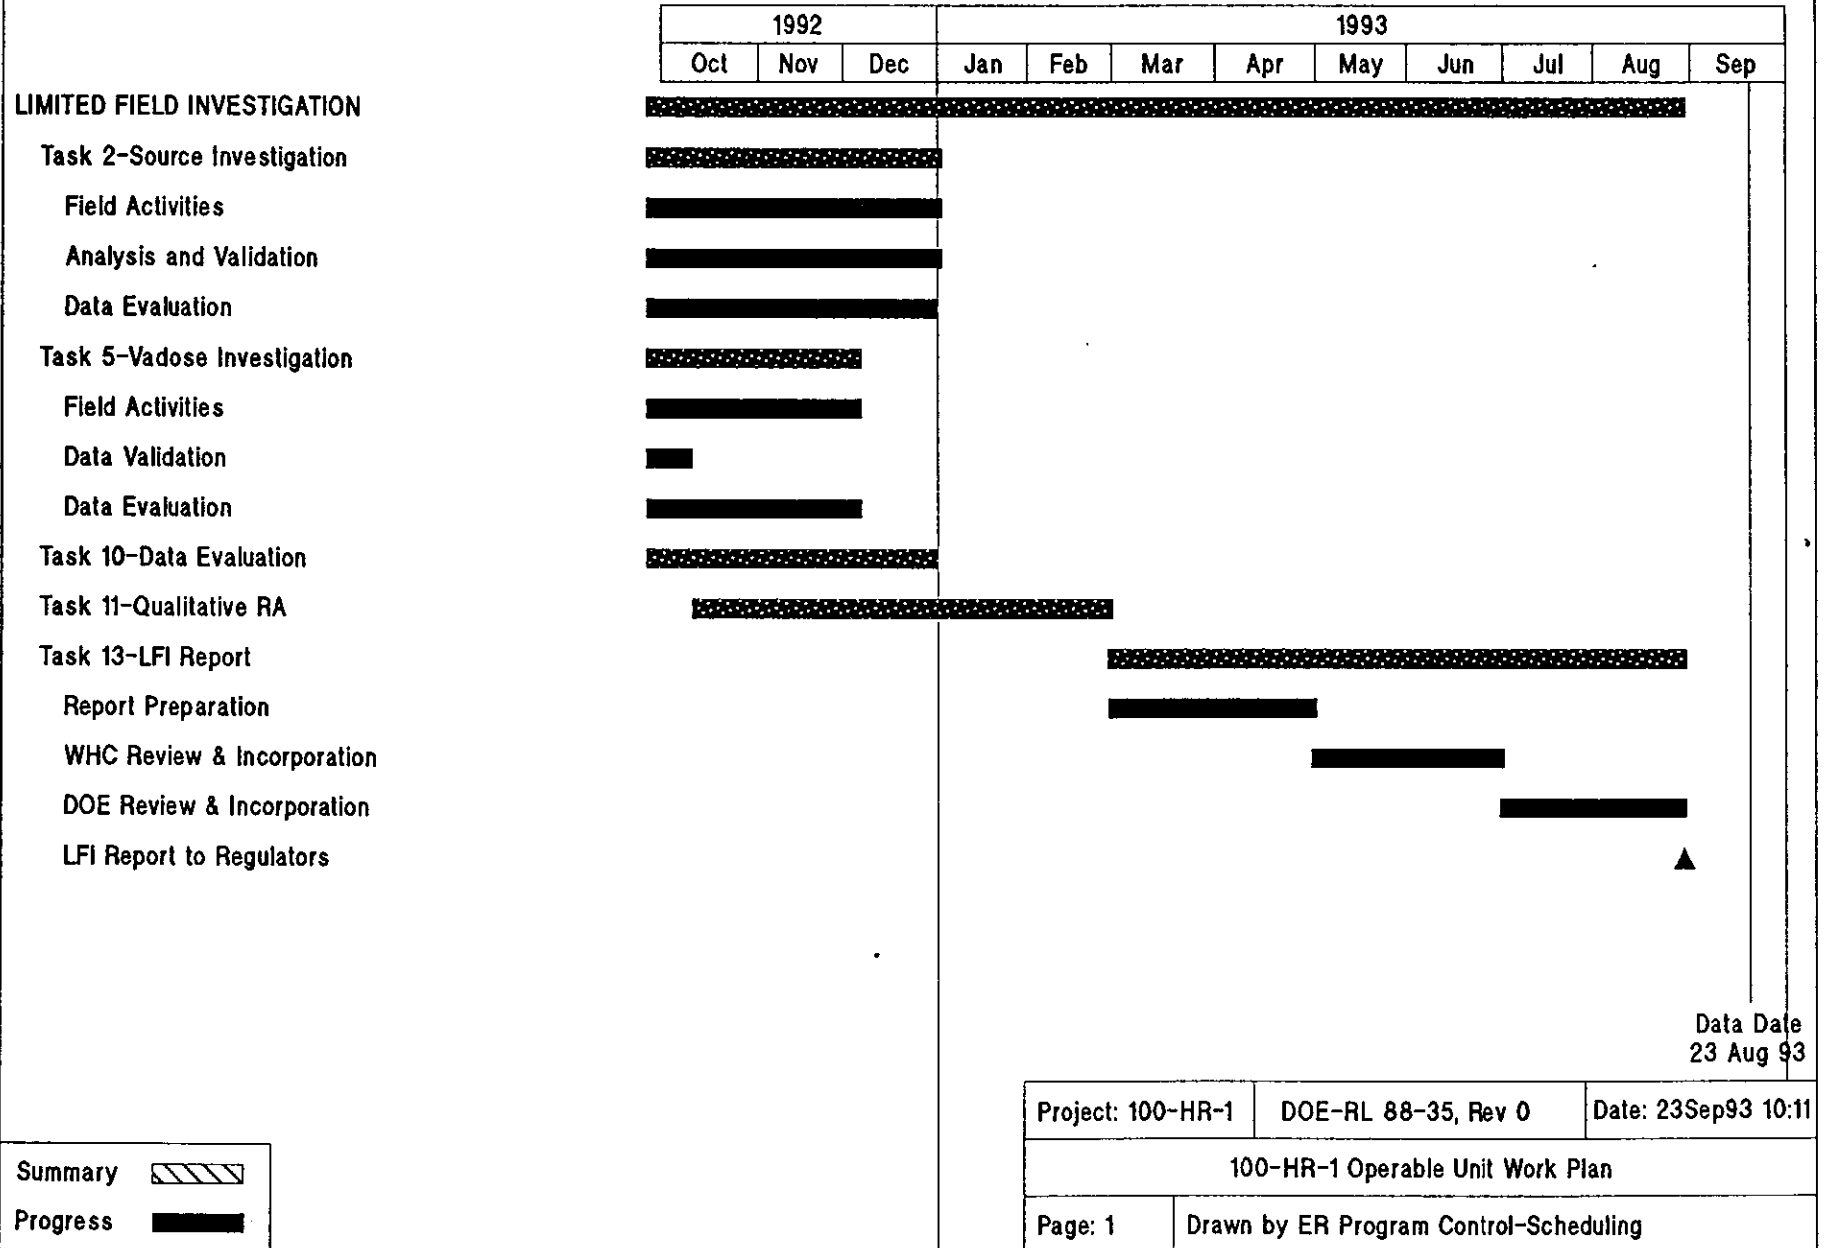 1992 1993
Oct Nov Dec Jan Feb Mar Apr May Jun Jul Aug Sep
LIMITED FIELD INVESTIGATION
Task 2-Source Investigation
Field Activities
Analysis and Validation
Data Evaluation
Task 5-Vadose Investigation
Field Activities
Data Validation
Data Evaluation
Task 10-Data Evaluation
Task 11-Qualitative RA
Task 13-LFI Report
Report Preparation
WHC Review & Incorporation
DOE Review & Incorporation
LFI Report to Regulators
Data Date
23 Aug 93
Project: 100-HR-1 DOE-RL 88-35, Rev 0 Date: 23Sep93 10:11
100-HR-1 Operable Unit Work Plan
Page: 1 Drawn by ER Program Control-Scheduling
Summary
Progress